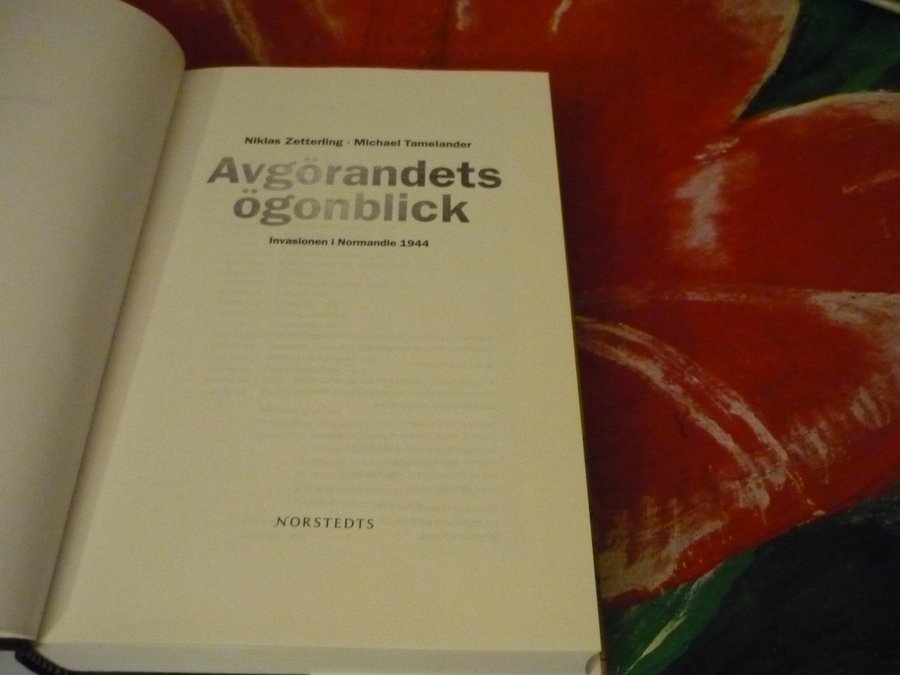 Niklas Zetterling · Michael Tamelander
Avgörandets
ögonblick
Invasionen i Normandie 1944
NORSTEDTS